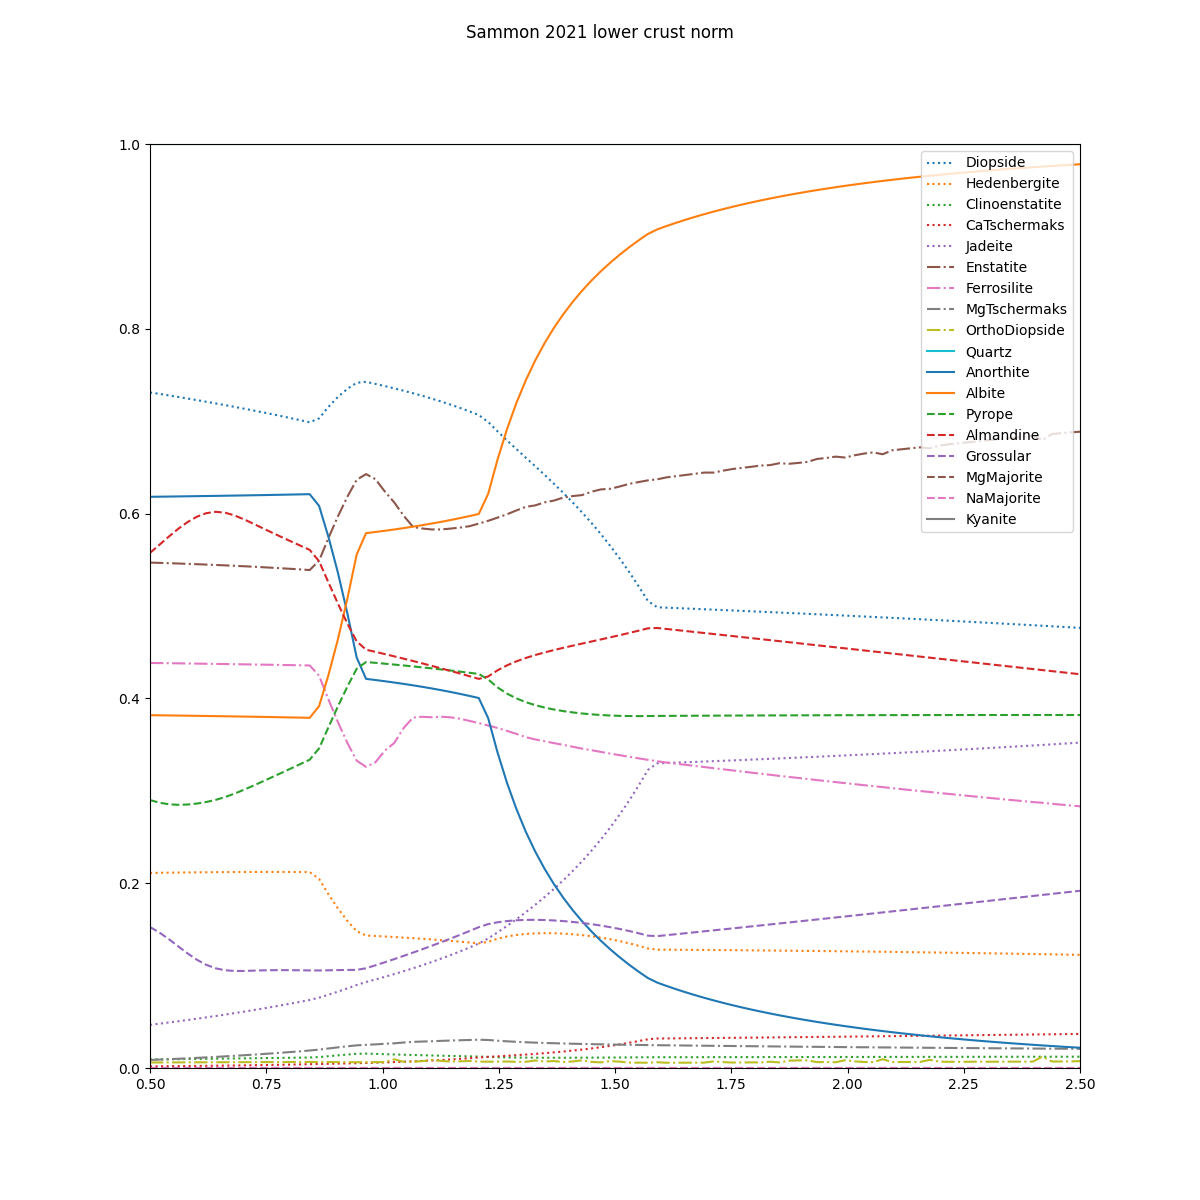 Sammon 2021 lower crust norm
1.0
0.8
0.6
0.4
0.2
0.0
Diopside
Hedenbergite
Clinoenstatite
CaTschermaks
Jadeite
Enstatite
Ferrosilite
MgTschermaks
OrthoDiopside
Quartz
Anorthite
Albite
Pyrope
Almandine
Grossular
MgMajorite
NaMajorite
Kyanite
0.50 0.75 1.00 1.25 1.50 1.75 2.00 2.25 2.50